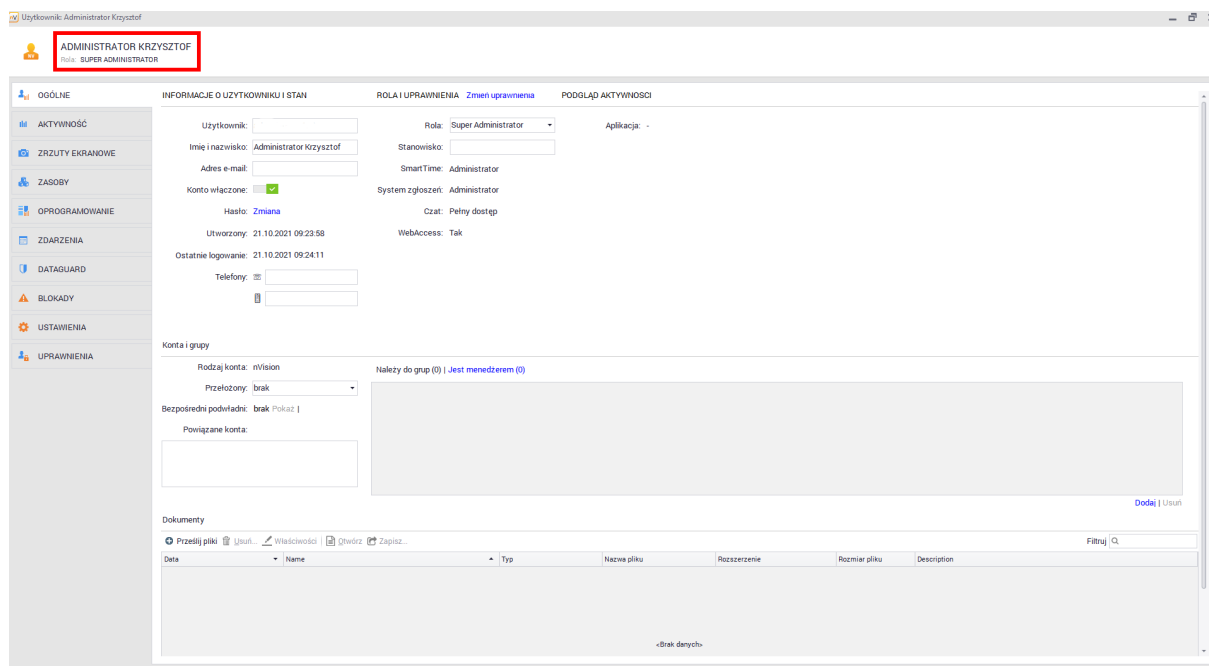 Użytkownik: Administrator Krzysztof
ADMINISTRATOR KRZYSZTOF
Rola: SUPER ADMINISTRATOR
OGÓLNE
AKTYWNOŚĆ
ZRZUTY EKRANOWE
ZASOBY
OPROGRAMOWANIE
ZDARZENIA
DATAGUARD
BLOKADY
USTAWIENIA
UPRAWNIENIA
INFORMACJE O UŻYTKOWNIKU I STAN
Użytkownik:
Imię i nazwisko: Administrator Krzysztof
Adres e-mail:
Konto włączone:
Hasło: Zmiana
Utworzony: 21.10.2021 09:23:58
Ostatnie logowanie: 21.10.2021 09:24:11
Telefony:
ROLA I UPRAWNIENIA Zmień uprawnienia
Rola: Super Administrator
Stanowisko:
SmartTime: Administrator
System zgłoszeń: Administrator
Czat: Pełny dostęp
WebAccess: Tak
PODGLĄD AKTYWNOŚCI
Aplikacja: -
Konta i grupy
Rodzaj konta: nVision
Przełożony: brak
Bezpośredni podwładni: brak Pokaż |
Powiązane konta:
Należy do grup (0) | Jest menedżerem (0)
Dodaj | Usuń
Dokumenty
Prześlij pliki Usuń... Właściwości Otwórz Zapisz...
Filtruj
Data Name Typ Nazwa pliku Rozszerzenie Rozmiar pliku Description
<Brak danych>